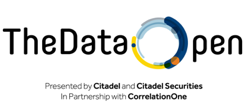 TheDataOpen
Presented by Citadel and Citadel Securities
In Partnership with CorrelationOne